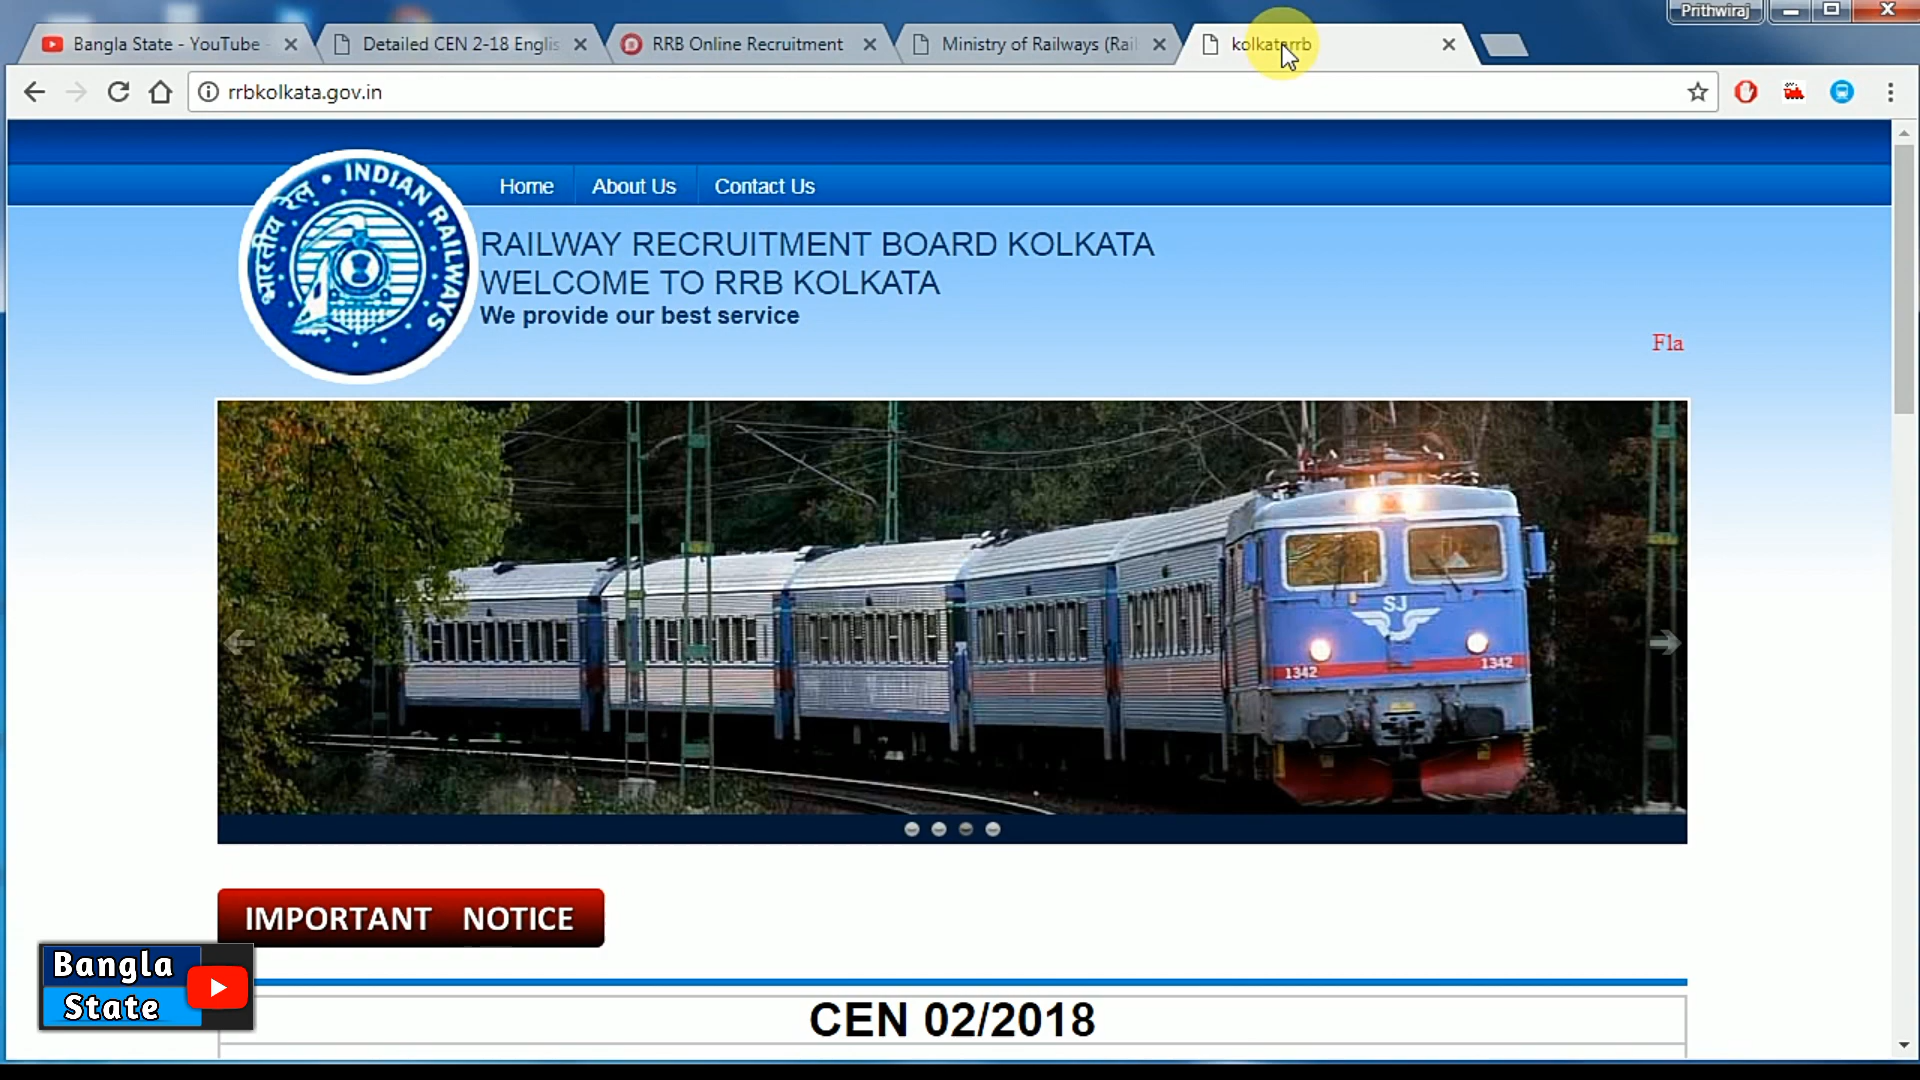 Prithwiraj
Bangla State - YouTube -
Detailed CEN 2-18 Englis
RRB Online Recruitment
Ministry of Railways (Rail
kolkatarrb
rrbkolkata.gov.in
Home
About Us
Contact Us
भारतीय रेल • INDIAN RAILWAYS
RAILWAY RECRUITMENT BOARD KOLKATA
WELCOME TO RRB KOLKATA
We provide our best service
Fla
SJ
1342
1342
IMPORTANT NOTICE
Bangla
State
CEN 02/2018